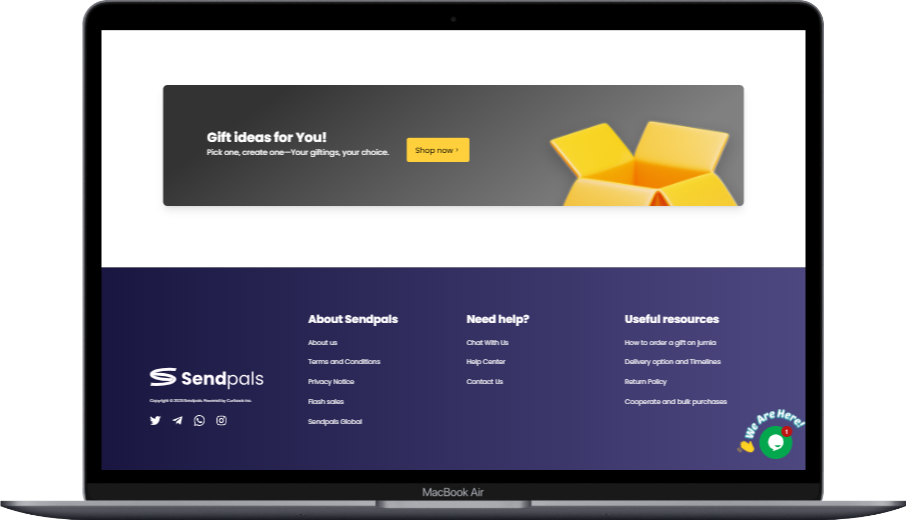 Gift ideas for You!
Pick one, create one—Your giftings, your choice.
Shop now >
Sendpals
Copyright © 2023 Sendpals. Powered by Curbstack Inc.
About Sendpals
About us
Terms and Conditions
Privacy Notice
Flash sales
Sendpals Global
Need help?
Chat With Us
Help Center
Contact Us
Useful resources
How to order a gift on jumia
Delivery option and Timelines
Return Policy
Cooperate and bulk purchases
We Are Here!
1
MacBook Air